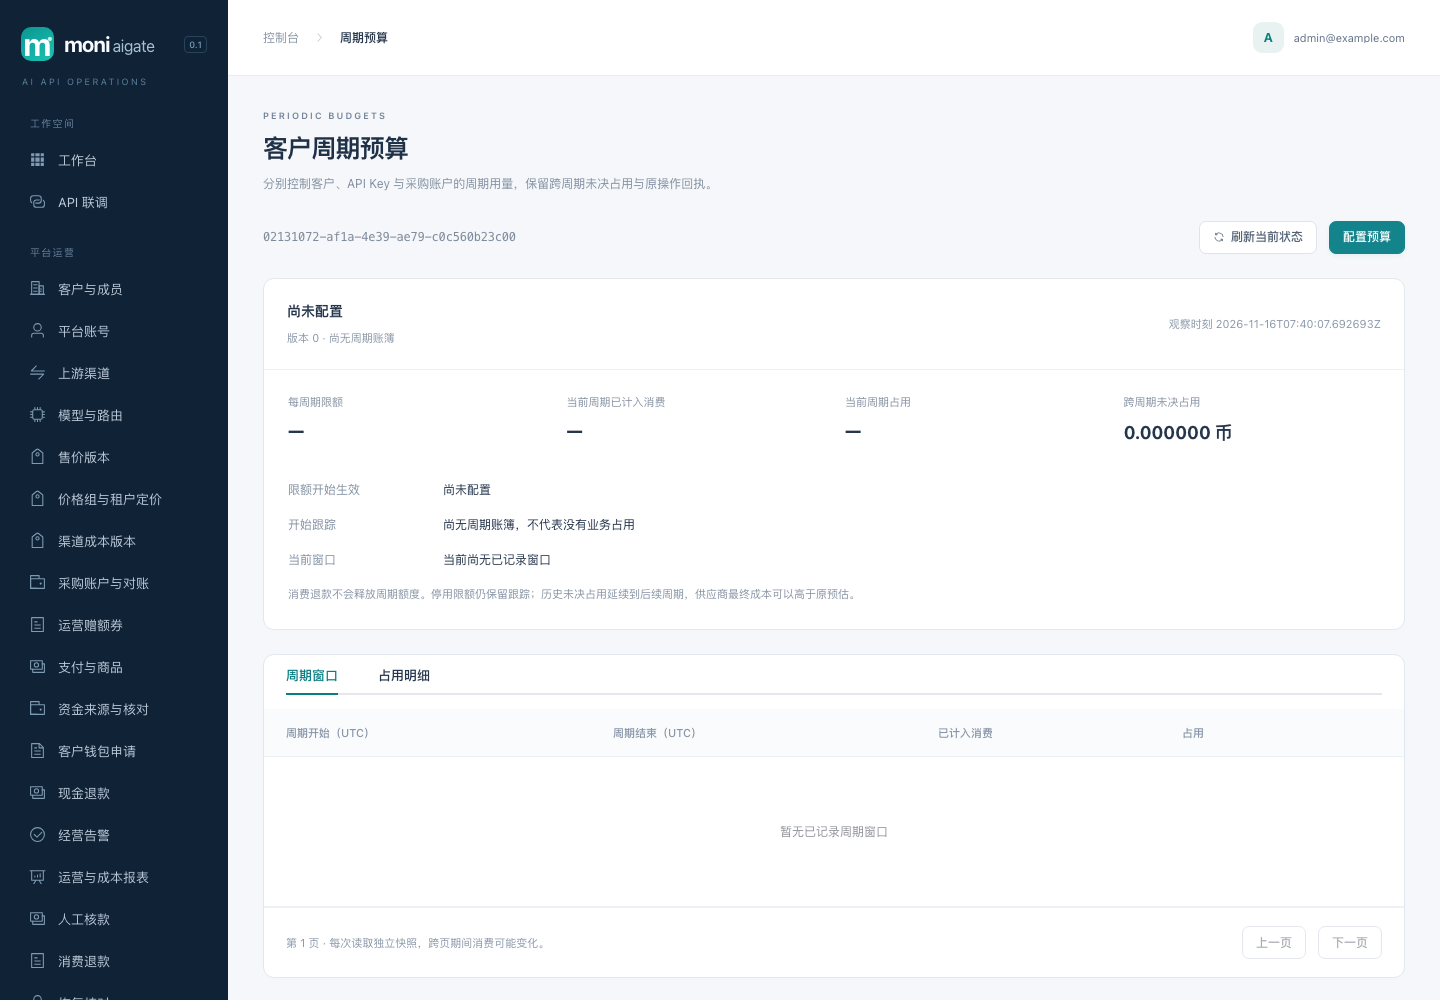 moni aigate 0.1
AI API OPERATIONS
工作空间
工作台
API 联调
平台运营
客户与成员
平台账号
上游渠道
模型与路由
售价版本
价格组与租户定价
渠道成本版本
采购账户与对账
运营赠额券
支付与商品
资金来源与核对
客户钱包申请
现金退款
经营告警
运营与成本报表
人工核款
消费退款
控制台 周期预算
A admin@example.com
PERIODIC BUDGETS
客户周期预算
分别控制客户、API Key 与采购账户的周期用量，保留跨周期未决占用与原操作回执。
02131072-af1a-4e39-ae79-c0c560b23c00
刷新当前状态 配置预算
尚未配置
版本 0 · 尚无周期账簿
观察时刻 2026-11-16T07:40:07.692693Z
每周期限额 当前周期已计入消费 当前周期占用 跨周期未决占用
— — — 0.000000 币
限额开始生效 尚未配置
开始跟踪 尚无周期账簿，不代表没有业务占用
当前窗口 当前尚无已记录窗口
消费退款不会释放周期额度。停用限额仍保留跟踪；历史未决占用延续到后续周期，供应商最终成本可以高于原预估。
周期窗口 占用明细
周期开始（UTC） 周期结束（UTC） 已计入消费 占用
暂无已记录周期窗口
第 1 页 · 每次读取独立快照，跨页期间消费可能变化。
上一页 下一页